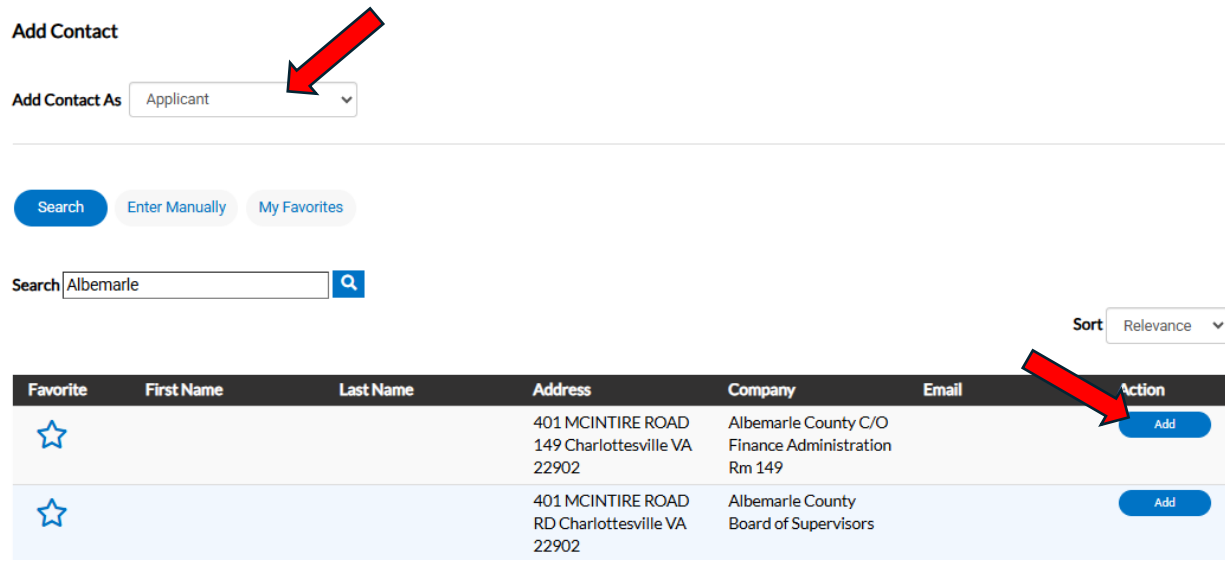 Add Contact
Add Contact As Applicant
Search Enter Manually My Favorites
Search Albemarle
Sort Relevance
Favorite First Name Last Name Address Company Email Action
401 MCINTIRE ROAD Albemarle County C/O Add
149 Charlottesville VA Finance Administration
22902 Rm 149
401 MCINTIRE ROAD Albemarle County Add
RD Charlottesville VA Board of Supervisors
22902